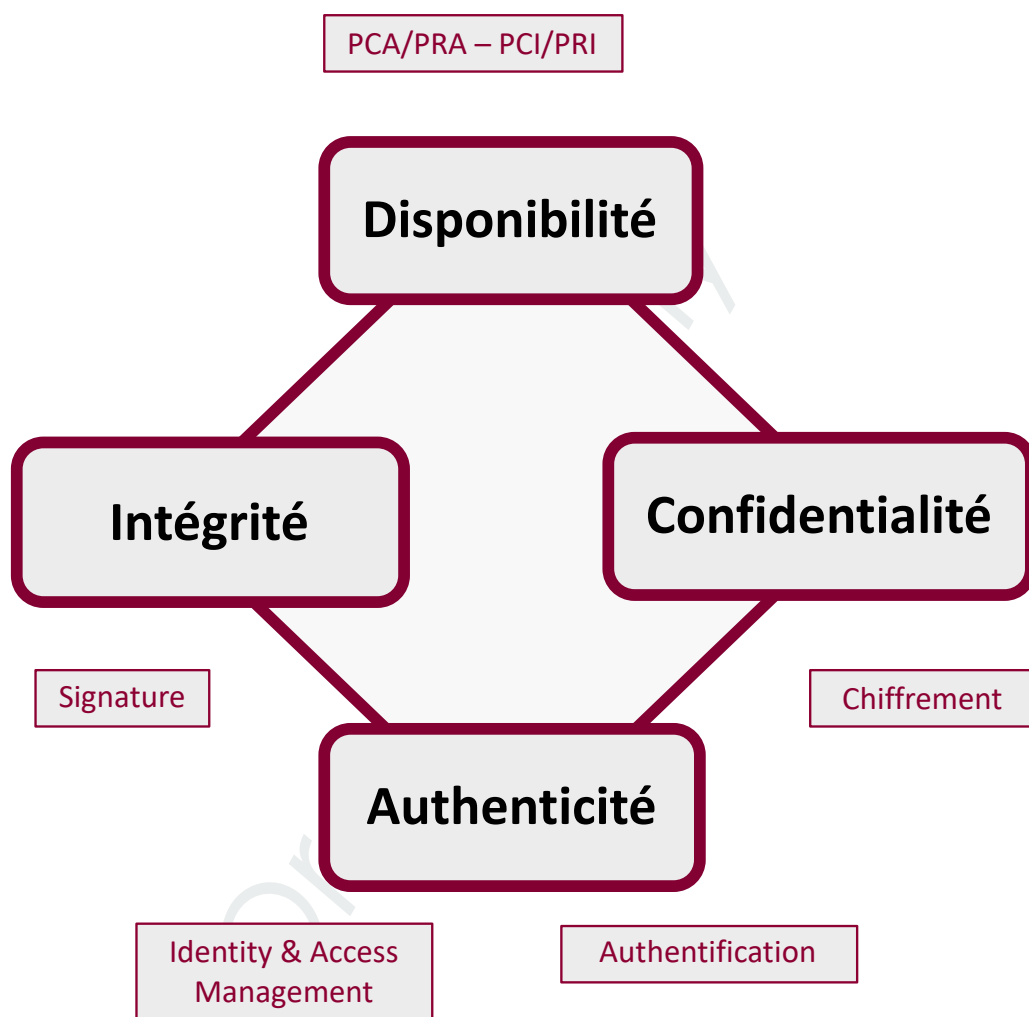 PCA/PRA – PCI/PRI
Disponibilité
Intégrité
Confidentialité
Signature
Chiffrement
Authenticité
Identity & Access
Management
Authentification